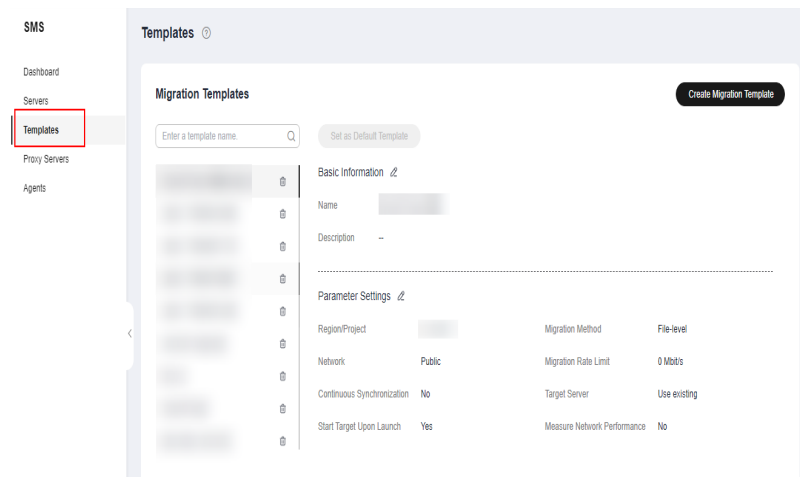 SMS
Dashboard
Servers
Templates
Proxy Servers
Agents
Templates
Migration Templates
Create Migration Template
Enter a template name.
Set as Default Template
Basic Information
Name
Description --
Parameter Settings
Region/Project
Migration Method File-level
Network Public
Migration Rate Limit 0 Mbit/s
Continuous Synchronization No
Target Server Use existing
Start Target Upon Launch Yes
Measure Network Performance No